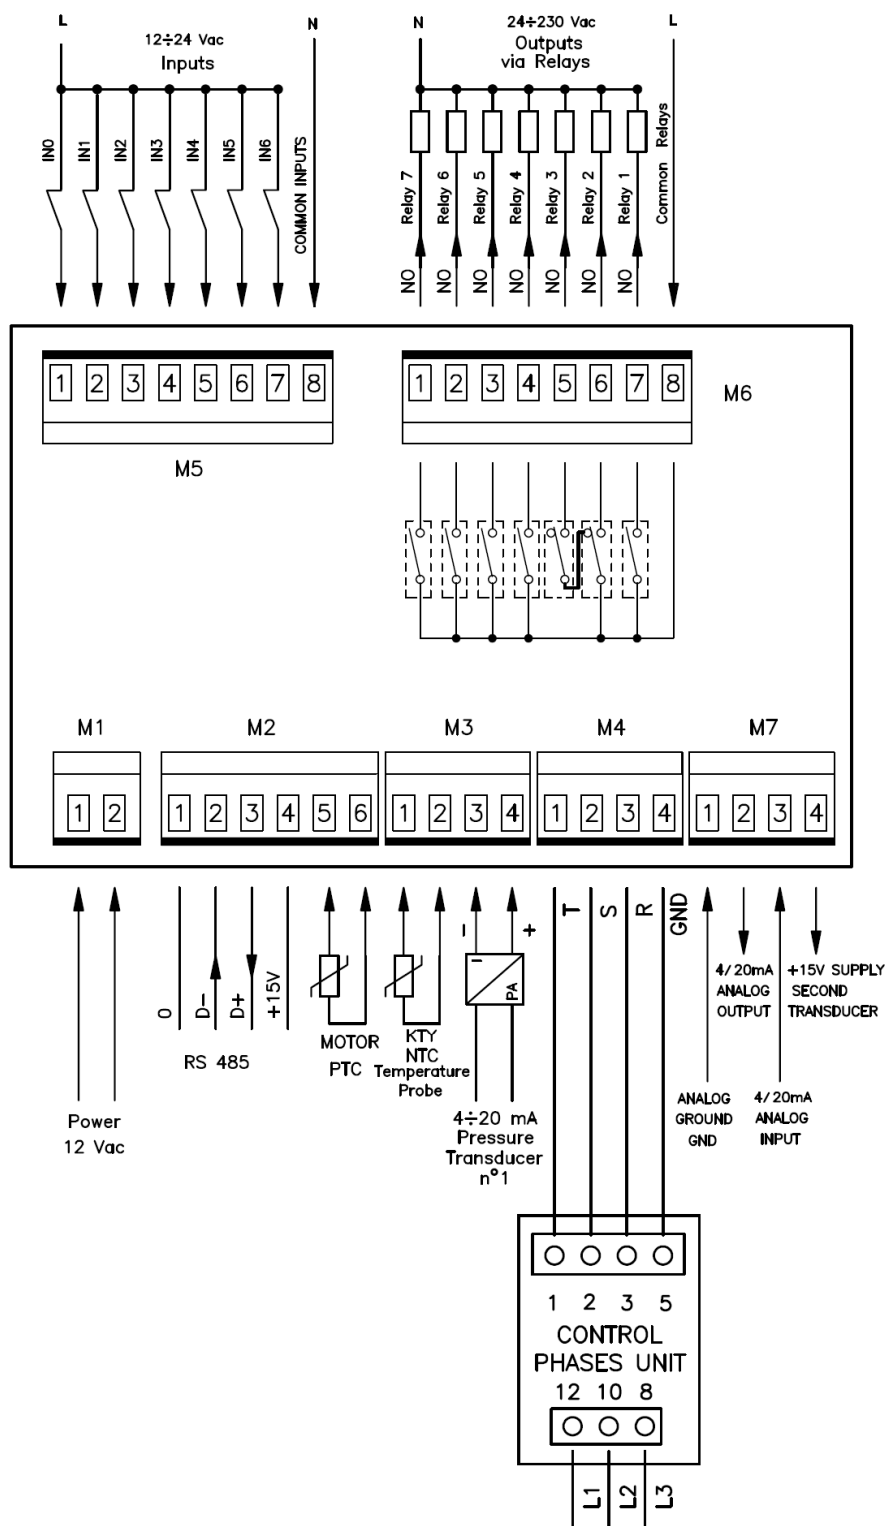 L
12÷24 Vac
Inputs
N
IN0
IN1
IN2
IN3
IN4
IN5
IN6
COMMON INPUTS
N
24÷230 Vac
Outputs
via Relays
L
Relay 7
Relay 6
Relay 5
Relay 4
Relay 3
Relay 2
Relay 1
Common Relays
NO NO NO NO NO NO NO
1 2 3 4 5 6 7 8
M5
1 2 3 4 5 6 7 8
M6
M1
M2
M3
M4
M7
1 2
1 2 3 4 5 6
1 2 3 4
1 2 3 4
1 2 3 4
Power
12 Vac
0
D-
D+
+15V
RS 485
MOTOR
PTC
KTY
NTC
Temperature
Probe
- +
-
PA
4÷20 mA
Pressure
Transducer
n°1
T
S
R
GND
4/20mA
ANALOG
OUTPUT
+15V SUPPLY
SECOND
TRANSDUCER
ANALOG
GROUND
GND
4/20mA
ANALOG
INPUT
1 2 3 5
CONTROL
PHASES UNIT
12 10 8
L1
L2
L3